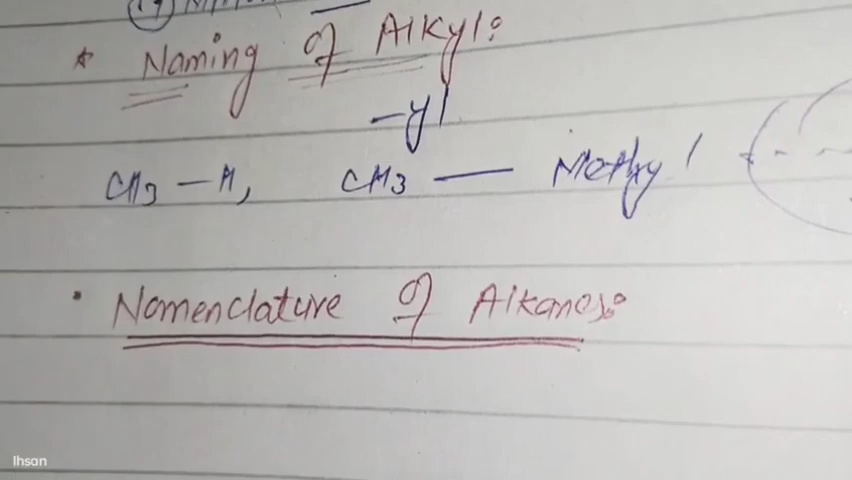 * Naming of Alkyl:
-yl
CH3 - H, CH3 — Methyl
• Nomenclature of Alkanes:
Ihsan